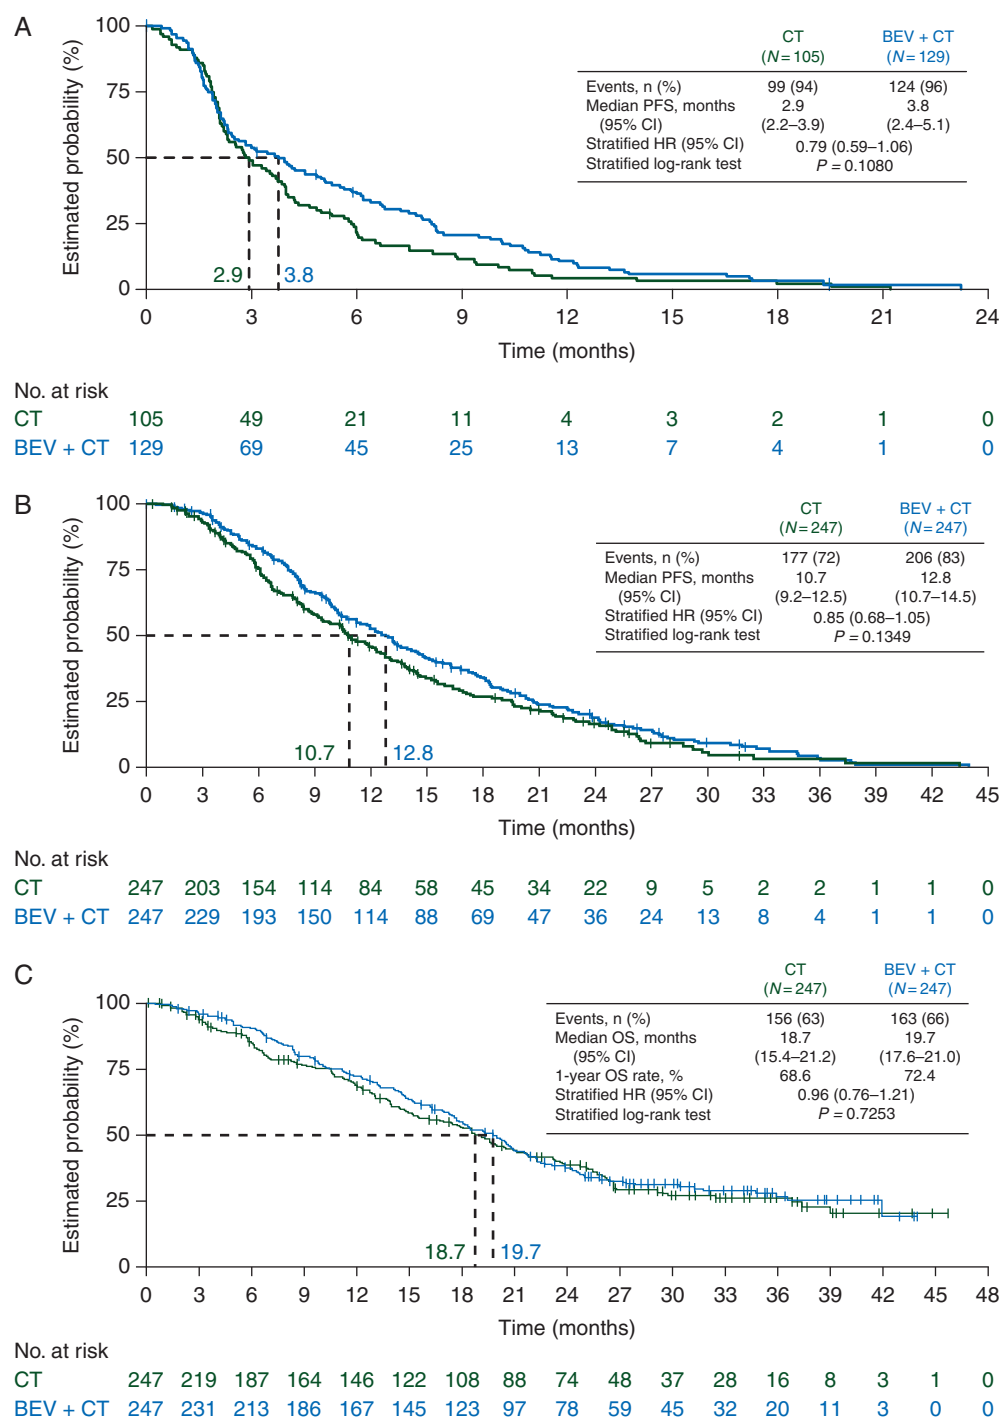 A
Estimated probability (%)
100
75
50
25
0
CT
(N=105)
BEV + CT
(N=129)
Events, n (%) 99 (94) 124 (96)
Median PFS, months 2.9 3.8
(95% CI) (2.2–3.9) (2.4–5.1)
Stratified HR (95% CI) 0.79 (0.59–1.06)
Stratified log-rank test P = 0.1080
2.9 3.8
0 3 6 9 12 15 18 21 24
Time (months)
No. at risk
CT 105 49 21 11 4 3 2 1 0
BEV + CT 129 69 45 25 13 7 4 1 0
B
Estimated probability (%)
100
75
50
25
0
CT
(N=247)
BEV + CT
(N=247)
Events, n (%) 177 (72) 206 (83)
Median PFS, months 10.7 12.8
(95% CI) (9.2–12.5) (10.7–14.5)
Stratified HR (95% CI) 0.85 (0.68–1.05)
Stratified log-rank test P = 0.1349
10.7 12.8
0 3 6 9 12 15 18 21 24 27 30 33 36 39 42 45
Time (months)
No. at risk
CT 247 203 154 114 84 58 45 34 22 9 5 2 2 1 1 0
BEV + CT 247 229 193 150 114 88 69 47 36 24 13 8 4 1 1 0
C
Estimated probability (%)
100
75
50
25
0
CT
(N=247)
BEV + CT
(N=247)
Events, n (%) 156 (63) 163 (66)
Median OS, months 18.7 19.7
(95% CI) (15.4–21.2) (17.6–21.0)
1-year OS rate, % 68.6 72.4
Stratified HR (95% CI) 0.96 (0.76–1.21)
Stratified log-rank test P = 0.7253
18.7 19.7
0 3 6 9 12 15 18 21 24 27 30 33 36 39 42 45 48
Time (months)
No. at risk
CT 247 219 187 164 146 122 108 88 74 48 37 28 16 8 3 1 0
BEV + CT 247 231 213 186 167 145 123 97 78 59 45 32 20 11 3 0 0